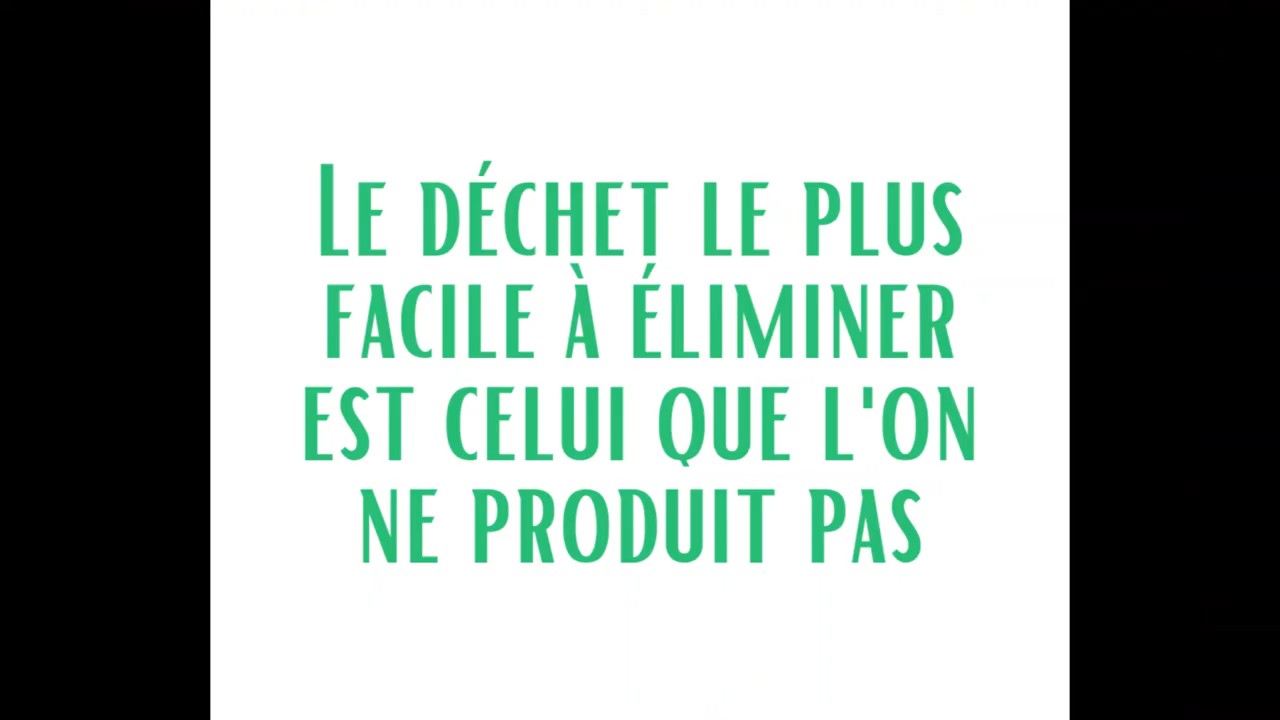 Le déchet le plus
facile à éliminer
est celui que l'on
ne produit pas